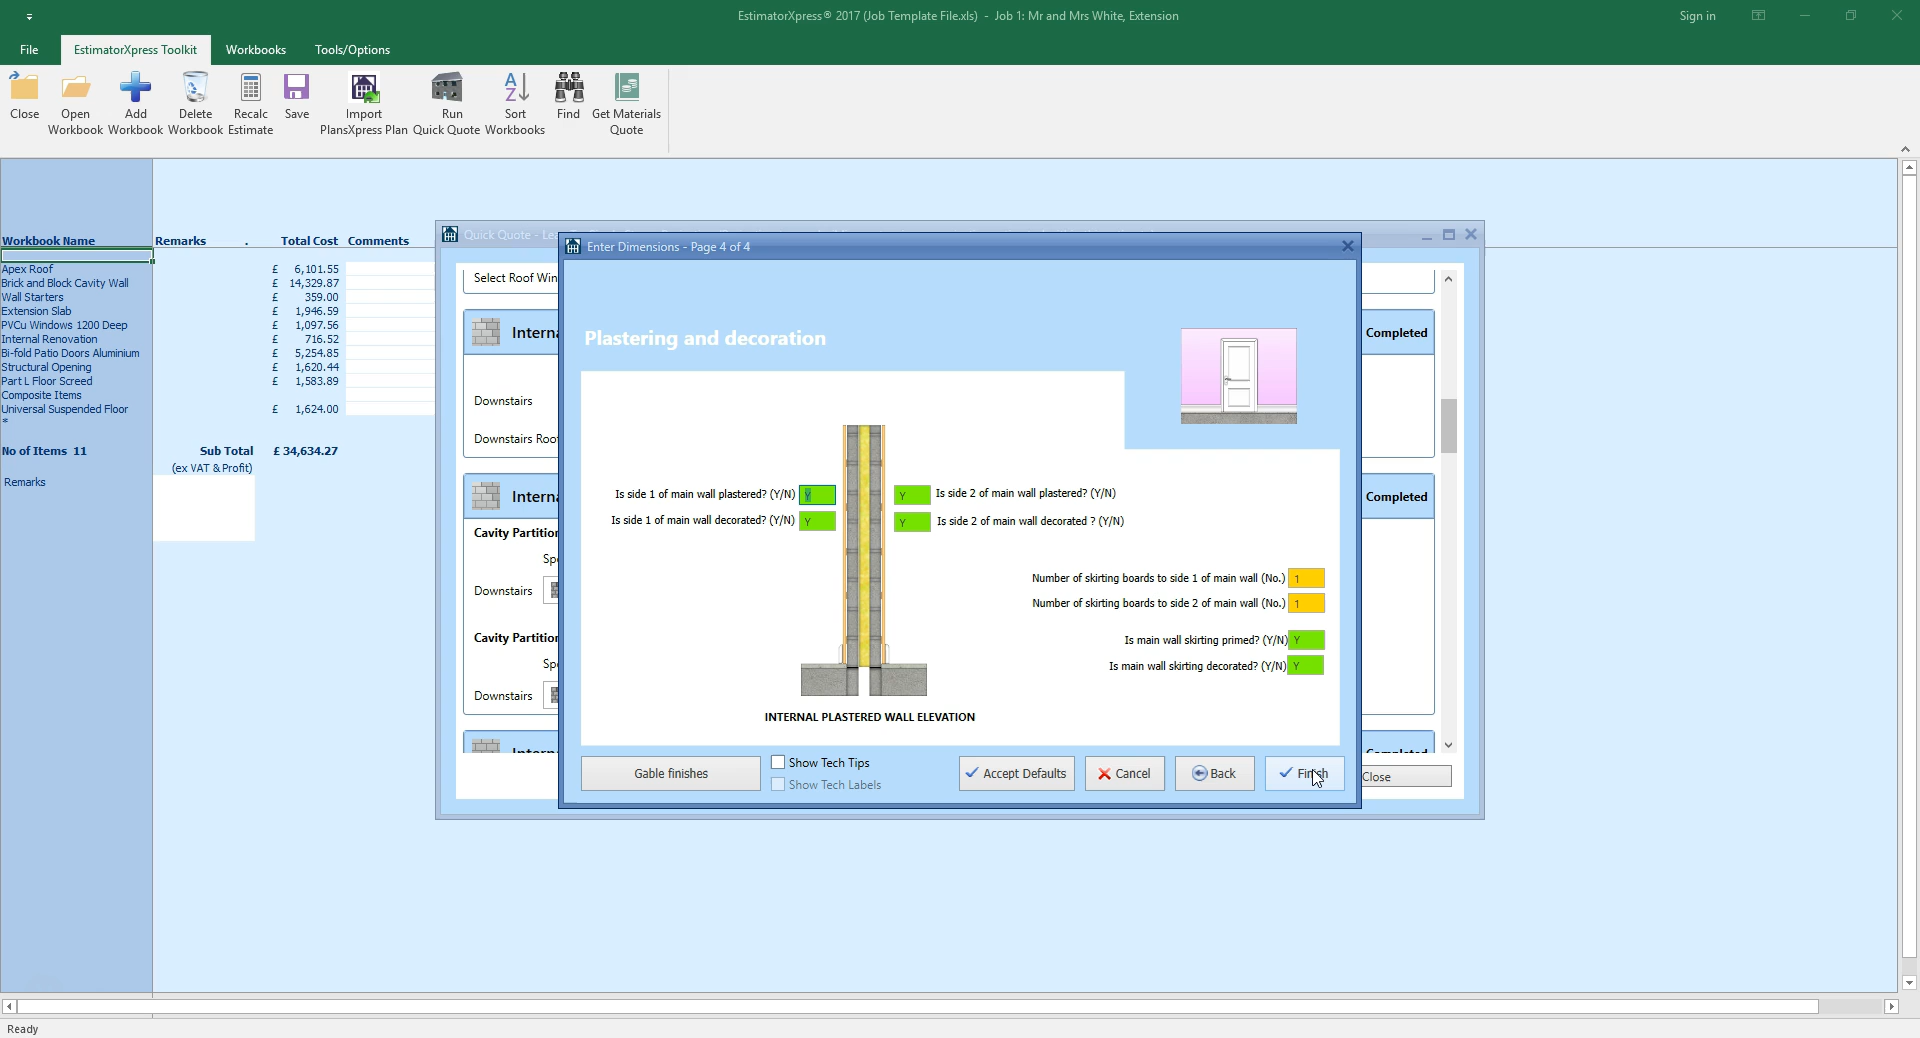 EstimatorXpress® 2017 (Job Template File.xls) - Job 1: Mr and Mrs White, Extension
Sign in
File
EstimatorXpress Toolkit
Workbooks
Tools/Options
Close
Open Workbook
Add Workbook
Delete Workbook
Recalc Estimate
Save
Import PlansXpress Plan
Run Quick Quote
Sort Workbooks
Find
Get Materials Quote
Workbook Name Remarks . Total Cost Comments
Apex Roof £ 6,101.55
Brick and Block Cavity Wall £ 14,329.87
Wall Starters £ 359.00
Extension Slab £ 1,946.59
PVCu Windows 1200 Deep £ 1,097.56
Internal Renovation £ 716.52
Bi-fold Patio Doors Aluminium £ 5,254.85
Structural Opening £ 1,620.44
Part L Floor Screed £ 1,583.89
Composite Items
Universal Suspended Floor £ 1,624.00
*
No of Items 11 Sub Total £ 34,634.27
(ex VAT & Profit)
Remarks
Quick Quote
Select Roof Win
Completed
Downstairs
Downstairs Roo
Completed
Cavity Partition
Downstairs
Cavity Partition
Downstairs
Close
Enter Dimensions - Page 4 of 4
Plastering and decoration
Is side 1 of main wall plastered? (Y/N) Y
Y Is side 2 of main wall plastered? (Y/N)
Is side 1 of main wall decorated? (Y/N) Y
Y Is side 2 of main wall decorated ? (Y/N)
Number of skirting boards to side 1 of main wall (No.) 1
Number of skirting boards to side 2 of main wall (No.) 1
Is main wall skirting primed? (Y/N) Y
Is main wall skirting decorated? (Y/N) Y
INTERNAL PLASTERED WALL ELEVATION
Gable finishes
Show Tech Tips
Show Tech Labels
Accept Defaults
Cancel
Back
Finish
Ready